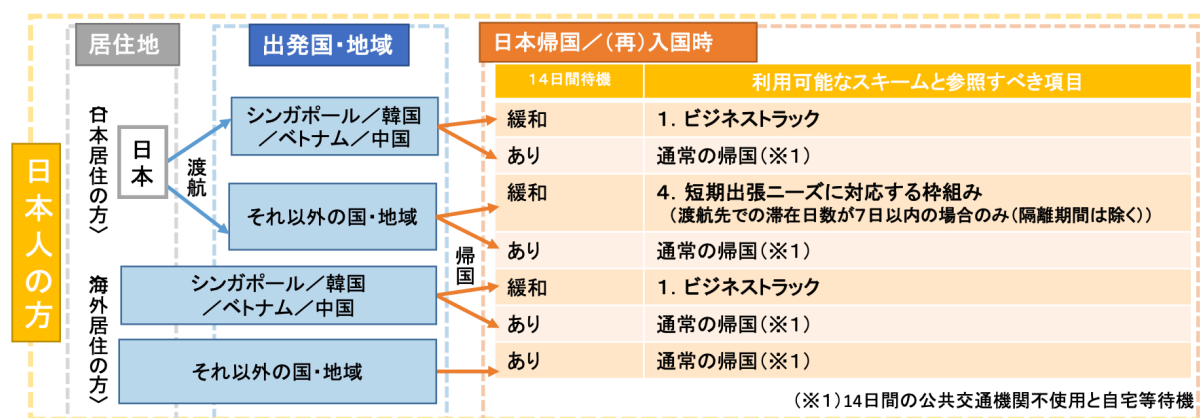 居住地
出発国・地域
日本帰国／(再)入国時
14日間待機
利用可能なスキームと参照すべき項目
日本人の方
〈日本居住の方〉
日本
渡航
シンガポール／韓国
／ベトナム／中国
緩和
1．ビジネストラック
あり
通常の帰国(※1)
それ以外の国・地域
緩和
4．短期出張ニーズに対応する枠組み
(渡航先での滞在日数が7日以内の場合のみ(隔離期間は除く))
あり
通常の帰国(※1)
帰国
〈海外居住の方〉
シンガポール／韓国
／ベトナム／中国
緩和
1．ビジネストラック
あり
通常の帰国(※1)
それ以外の国・地域
あり
通常の帰国(※1)
(※1)14日間の公共交通機関不使用と自宅等待機